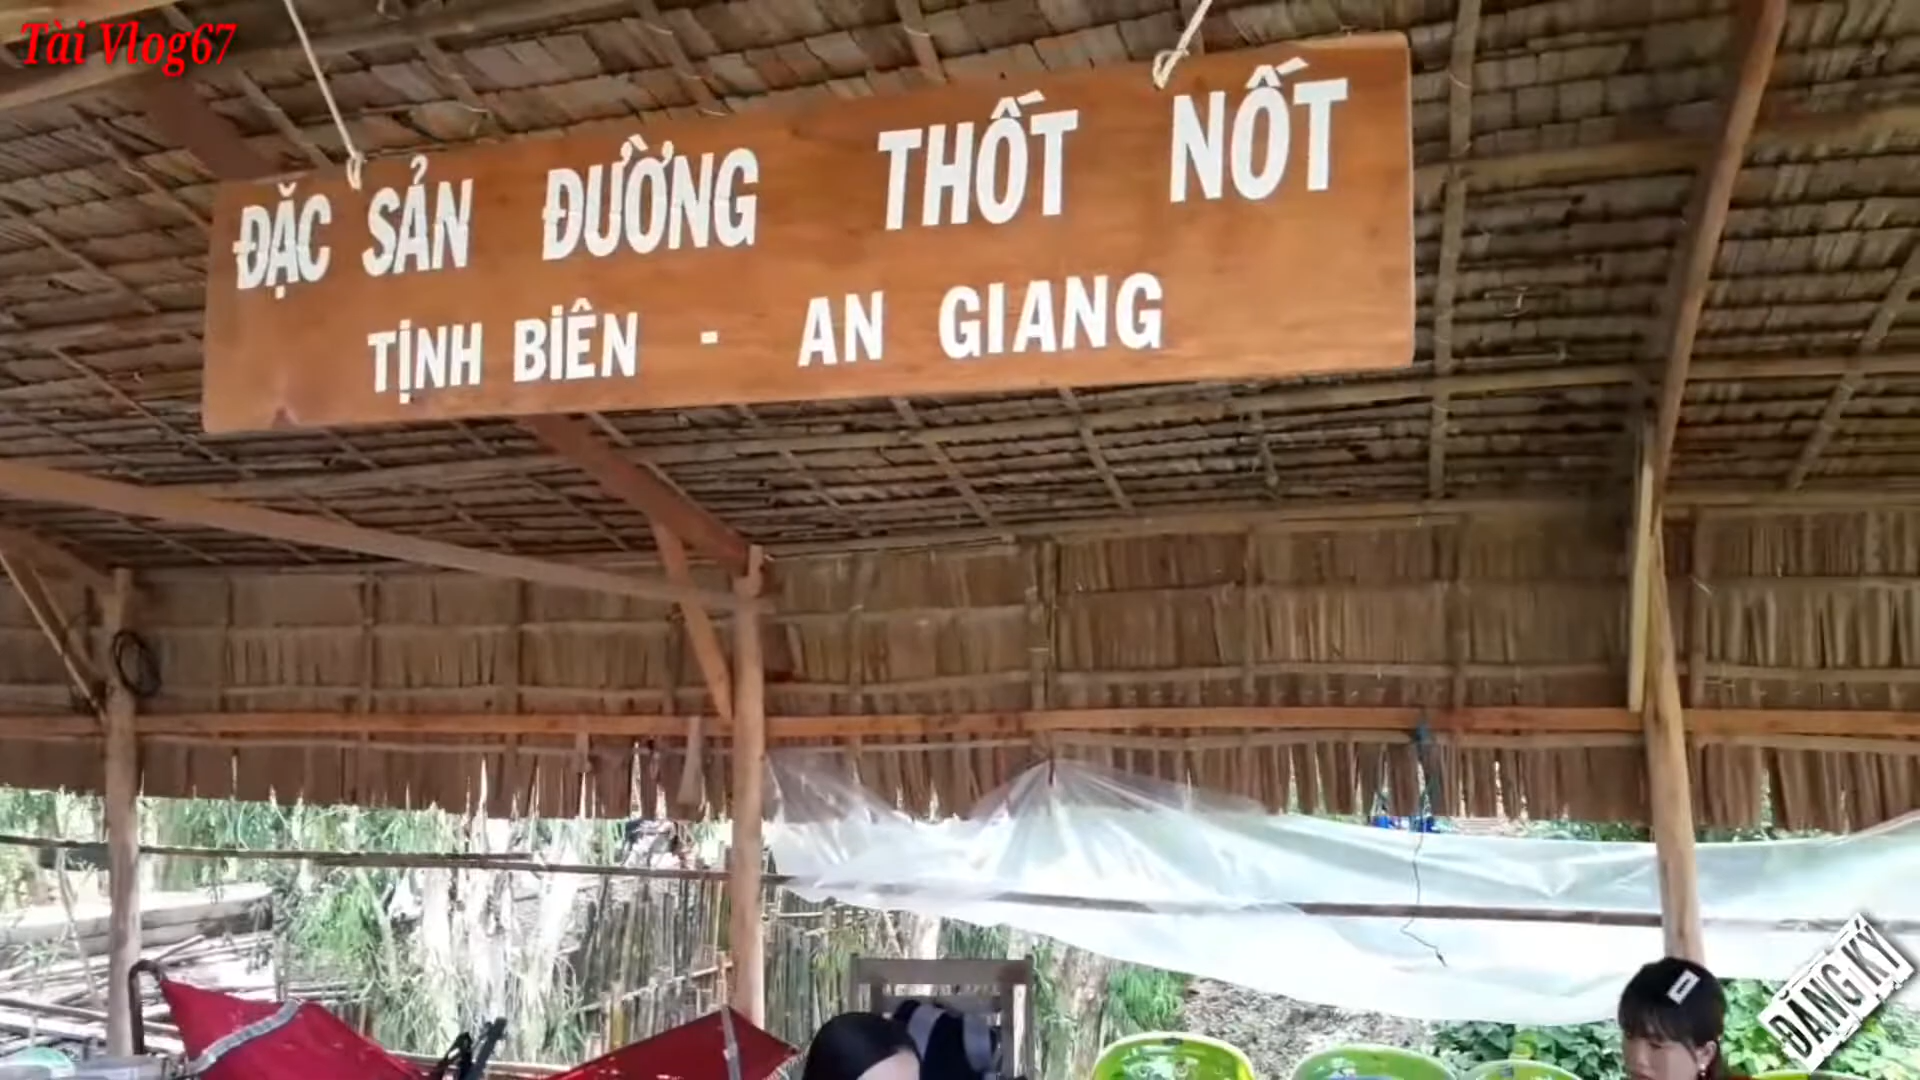 Tài Vlog67
ĐẶC SẢN ĐƯỜNG THỐT NỐT
TỊNH BIÊN - AN GIANG
ĐĂNG KÝ